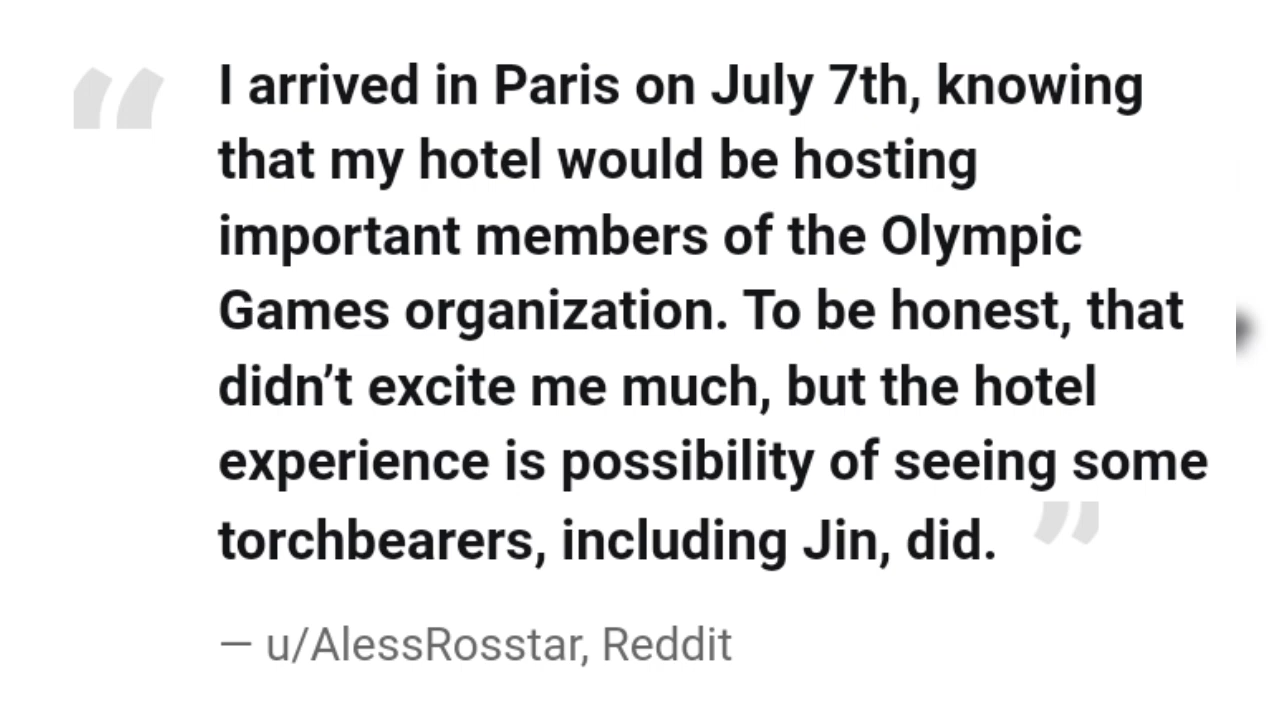 “ I arrived in Paris on July 7th, knowing
that my hotel would be hosting
important members of the Olympic
Games organization. To be honest, that
didn’t excite me much, but the hotel
experience is possibility of seeing some
torchbearers, including Jin, did. ”
— u/AlessRosstar, Reddit